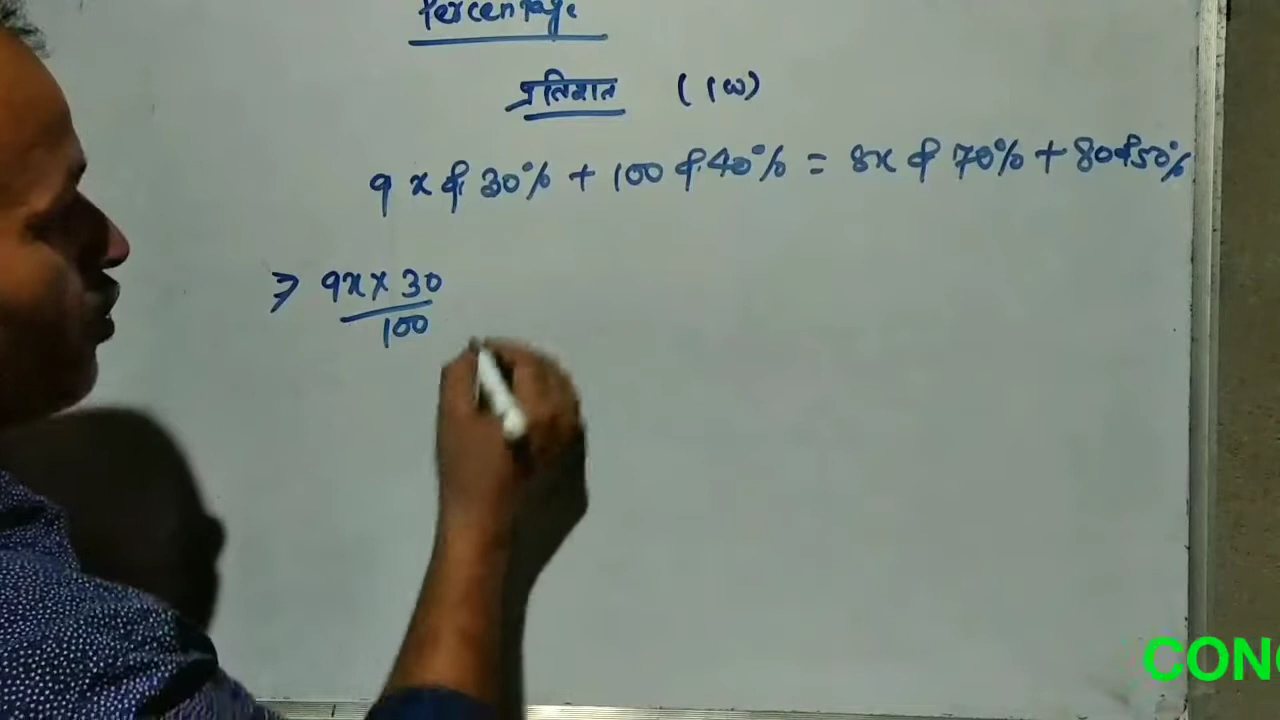 Percentage
प्रतिशत (100)
9x of 30% + 100 of 40% = 8x of 70% + 80 of 50%
⇒ 9x × 30
100
CON